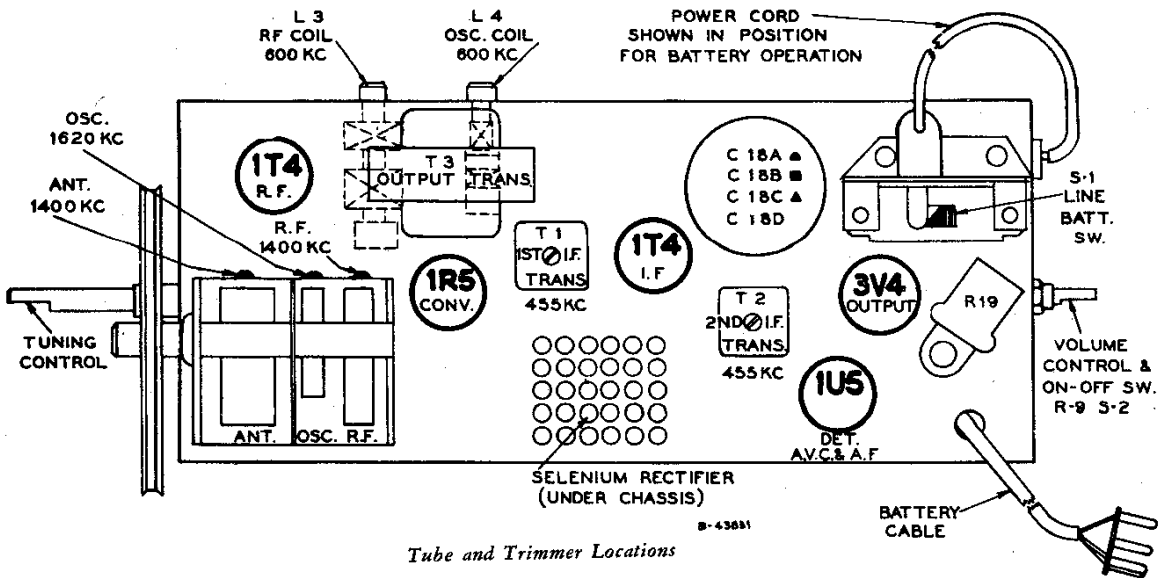 L 3
RF COIL
600 KC
L 4
OSC. COIL
600 KC
POWER CORD
SHOWN IN POSITION
FOR BATTERY OPERATION
OSC.
1620 KC
ANT.
1400 KC
1T4
R.F.
R.F.
1400 KC
T 3
OUTPUT TRANS.
C 18A ▲
C 18B ■
C 18C ▲
C 18D
S-1
LINE
BATT.
SW.
T 1
1ST I.F.
TRANS
455KC
1T4
I.F
1R5
CONV.
T 2
2ND I.F.
TRANS.
455KC
3V4
OUTPUT
R19
TUNING
CONTROL
VOLUME
CONTROL &
ON-OFF SW.
R-9 S-2
1U5
DET.
A.V.C.& A.F
ANT. OSC. R.F.
SELENIUM RECTIFIER
(UNDER CHASSIS)
BATTERY
CABLE
Tube and Trimmer Locations